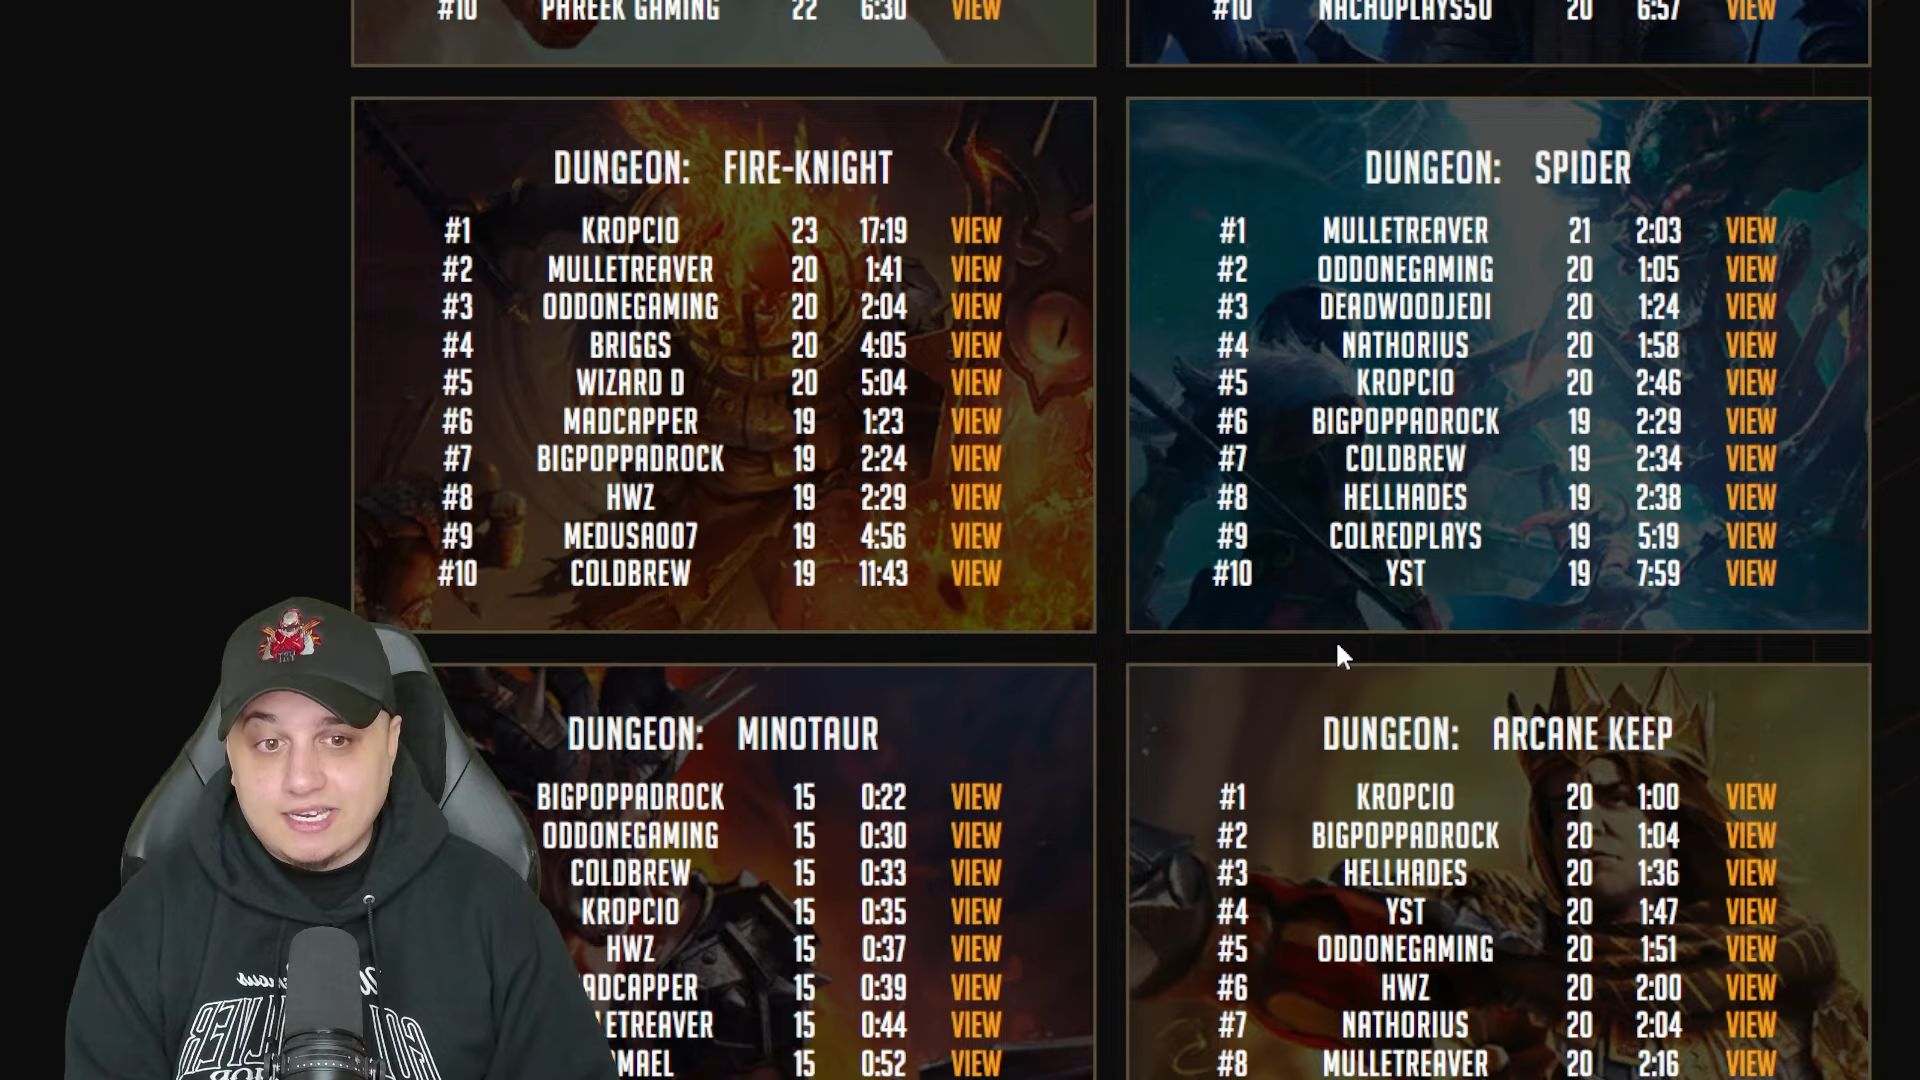 #10 PHREEK GAMING 22 6:30 VIEW
#10 NACHOPLAYS50 20 6:57 VIEW
DUNGEON: FIRE-KNIGHT
#1 KROPCIO 23 17:19 VIEW
#2 MULLETREAVER 20 1:41 VIEW
#3 ODDONEGAMING 20 2:04 VIEW
#4 BRIGGS 20 4:05 VIEW
#5 WIZARD D 20 5:04 VIEW
#6 MADCAPPER 19 1:23 VIEW
#7 BIGPOPPADROCK 19 2:24 VIEW
#8 HWZ 19 2:29 VIEW
#9 MEDUSA007 19 4:56 VIEW
#10 COLDBREW 19 11:43 VIEW
DUNGEON: SPIDER
#1 MULLETREAVER 21 2:03 VIEW
#2 ODDONEGAMING 20 1:05 VIEW
#3 DEADWOODJEDI 20 1:24 VIEW
#4 NATHORIUS 20 1:58 VIEW
#5 KROPCIO 20 2:46 VIEW
#6 BIGPOPPADROCK 19 2:29 VIEW
#7 COLDBREW 19 2:34 VIEW
#8 HELLHADES 19 2:38 VIEW
#9 COLREDPLAYS 19 5:19 VIEW
#10 YST 19 7:59 VIEW
DUNGEON: MINOTAUR
BIGPOPPADROCK 15 0:22 VIEW
ODDONEGAMING 15 0:30 VIEW
COLDBREW 15 0:33 VIEW
KROPCIO 15 0:35 VIEW
HWZ 15 0:37 VIEW
ADCAPPER 15 0:39 VIEW
LETREAVER 15 0:44 VIEW
MAEL 15 0:52 VIEW
DUNGEON: ARCANE KEEP
#1 KROPCIO 20 1:00 VIEW
#2 BIGPOPPADROCK 20 1:04 VIEW
#3 HELLHADES 20 1:36 VIEW
#4 YST 20 1:47 VIEW
#5 ODDONEGAMING 20 1:51 VIEW
#6 HWZ 20 2:00 VIEW
#7 NATHORIUS 20 2:04 VIEW
#8 MULLETREAVER 20 2:16 VIEW